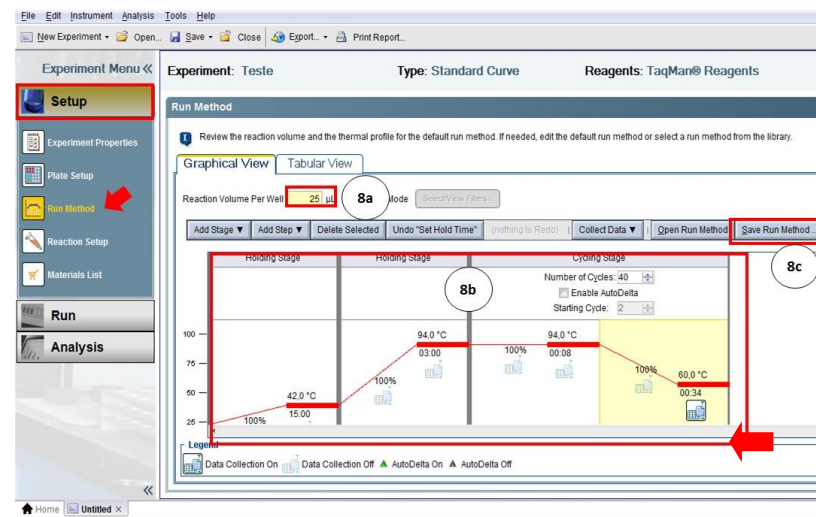 File Edit Instrument Analysis Tools Help
New Experiment Open... Save Close Export... Print Report...
Experiment Menu «
Experiment: Teste Type: Standard Curve Reagents: TaqMan® Reagents
Setup
Run Method
Review the reaction volume and the thermal profile for the default run method. If needed, edit the default run method or select a run method from the library.
Experiment Properties
Graphical View Tabular View
Plate Setup
Reaction Volume Per Well 25 µL 8a Mode Select/View Filters...
Run Method
Add Stage ▼ Add Step ▼ Delete Selected Undo "Set Hold Time" (nothing to Redo) Collect Data ▼ Open Run Method Save Run Method ...
Reaction Setup
Holding Stage Holding Stage Cycling Stage
8c
Materials List
Number of Cycles: 40
8b
Enable AutoDelta
Starting Cycle: 2
Run
100 94,0 °C 94,0 °C
Analysis
03:00 100% 00:08
75 100% 60,0 °C
100%
50 42,0 °C 00:34
15:00
25 100%
Legend
Data Collection On Data Collection Off AutoDelta On AutoDelta Off
«
Home Untitled ×